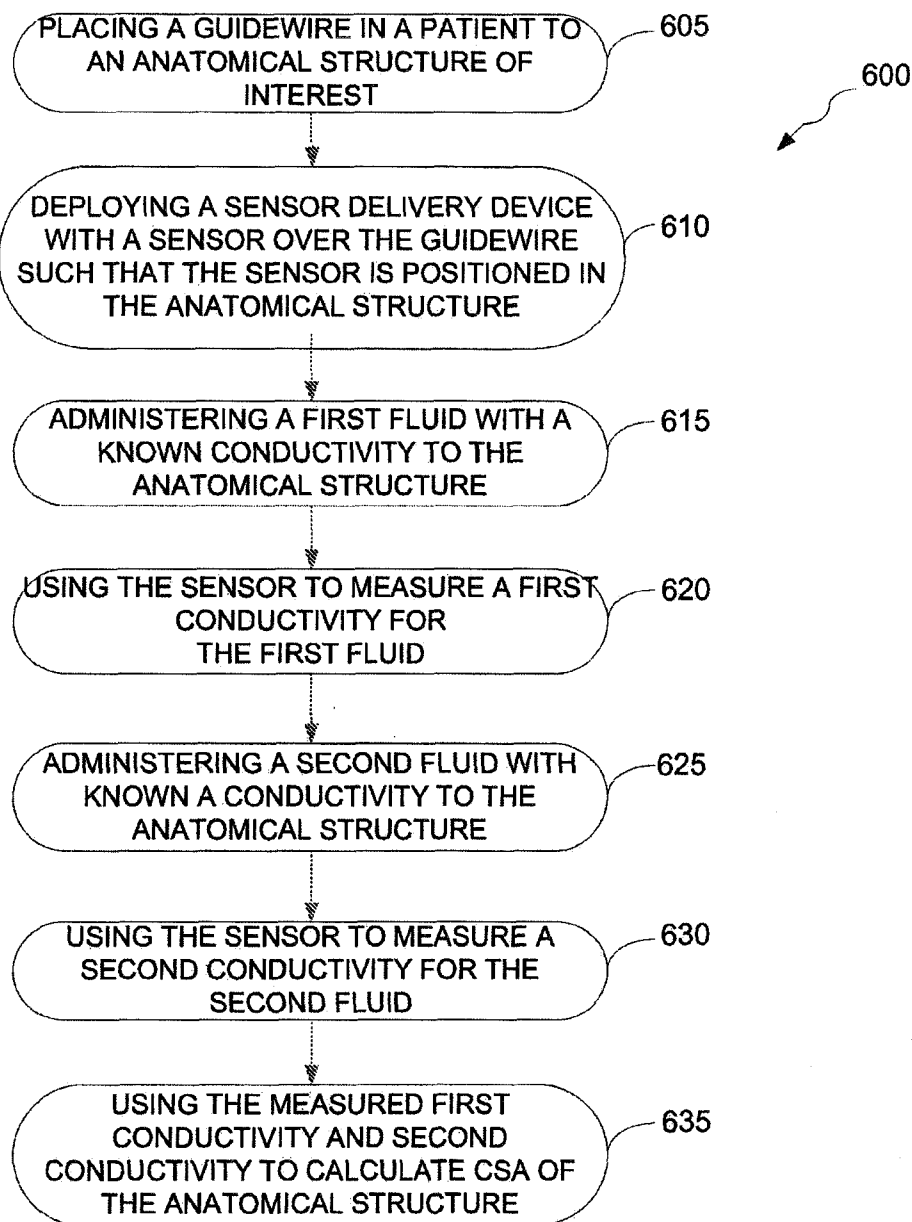 PLACING A GUIDEWIRE IN A PATIENT TO
AN ANATOMICAL STRUCTURE OF
INTEREST
605
600
DEPLOYING A SENSOR DELIVERY DEVICE
WITH A SENSOR OVER THE GUIDEWIRE
SUCH THAT THE SENSOR IS POSITIONED IN
THE ANATOMICAL STRUCTURE
610
ADMINISTERING A FIRST FLUID WITH A
KNOWN CONDUCTIVITY TO THE
ANATOMICAL STRUCTURE
615
USING THE SENSOR TO MEASURE A FIRST
CONDUCTIVITY FOR
THE FIRST FLUID
620
ADMINISTERING A SECOND FLUID WITH
KNOWN A CONDUCTIVITY TO THE
ANATOMICAL STRUCTURE
625
USING THE SENSOR TO MEASURE A
SECOND CONDUCTIVITY FOR THE
SECOND FLUID
630
USING THE MEASURED FIRST
CONDUCTIVITY AND SECOND
CONDUCTIVITY TO CALCULATE CSA OF
THE ANATOMICAL STRUCTURE
635